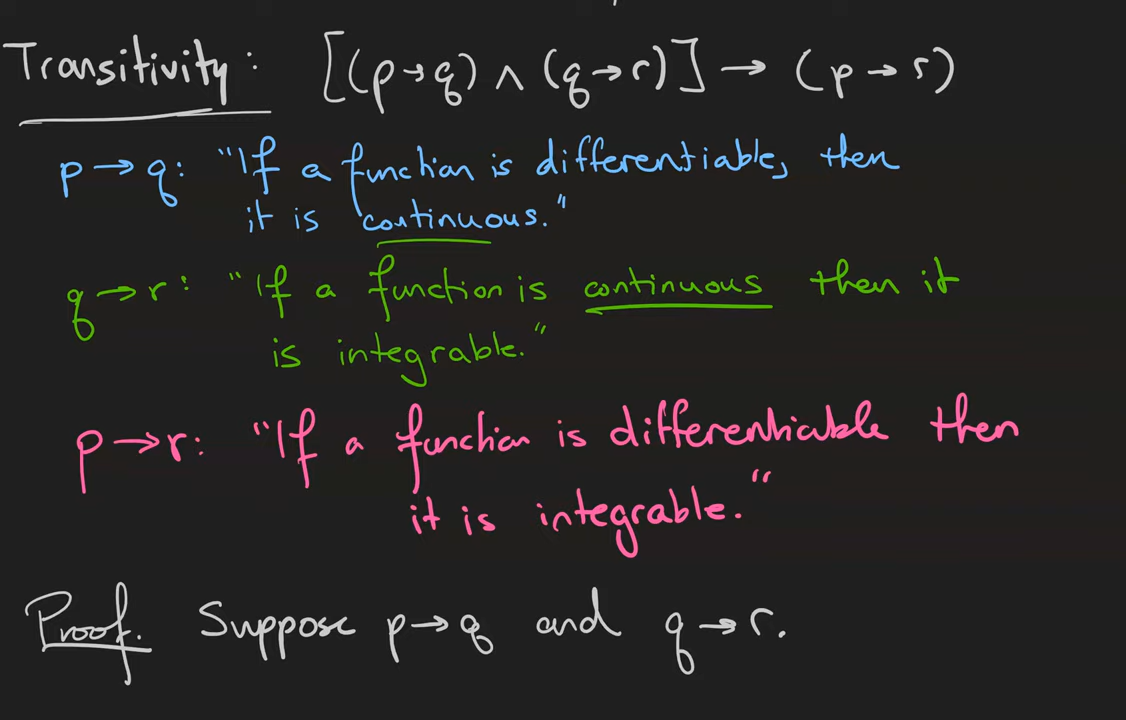 Transitivity: [(p→q) ∧ (q→r)] → (p→r)
p→q: "If a function is differentiable, then
it is continuous."
q→r: "If a function is continuous then it
is integrable."
p→r: "If a function is differentiable then
it is integrable."
Proof. Suppose p→q and q→r.